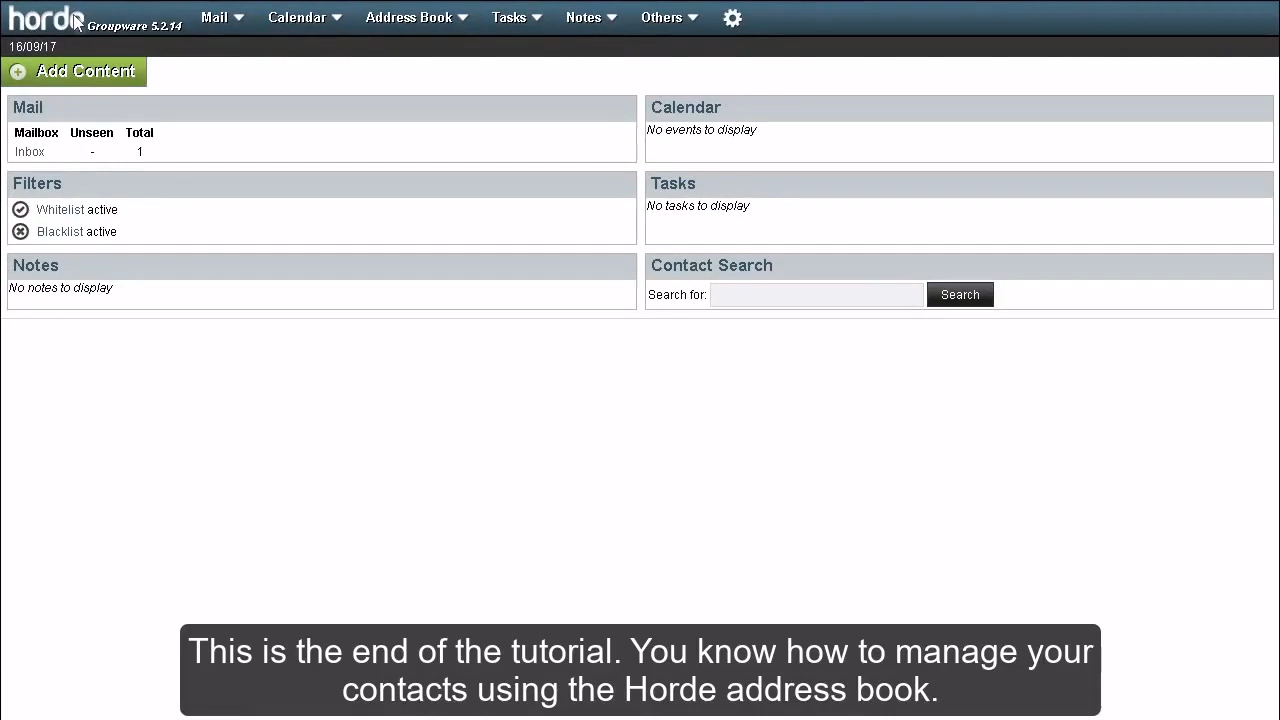 horde Groupware 5.2.14 Mail Calendar Address Book Tasks Notes Others
16/09/17
Add Content
Mail
Mailbox Unseen Total
Inbox - 1
Calendar
No events to display
Filters
Whitelist active
Blacklist active
Tasks
No tasks to display
Notes
No notes to display
Contact Search
Search for: Search
This is the end of the tutorial. You know how to manage your
contacts using the Horde address book.